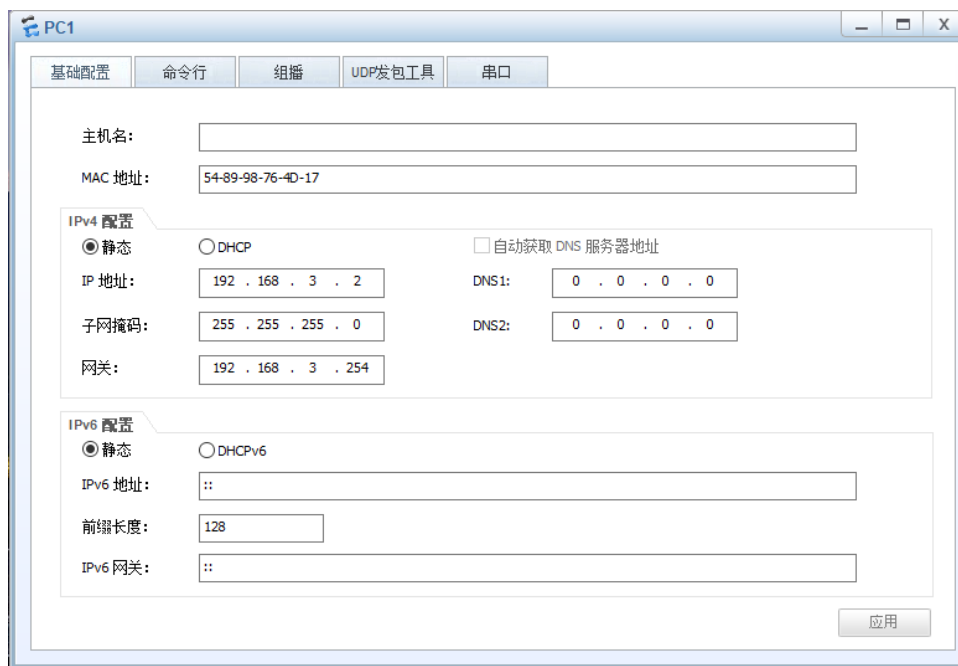 PC1
基础配置 命令行 组播 UDP发包工具 串口
主机名：
MAC 地址： 54-89-98-76-4D-17
IPv4 配置
静态 DHCP 自动获取 DNS 服务器地址
IP 地址： 192 . 168 . 3 . 2 DNS1: 0 . 0 . 0 . 0
子网掩码： 255 . 255 . 255 . 0 DNS2: 0 . 0 . 0 . 0
网关： 192 . 168 . 3 . 254
IPv6 配置
静态 DHCPv6
IPv6 地址： ::
前缀长度： 128
IPv6 网关： ::
应用